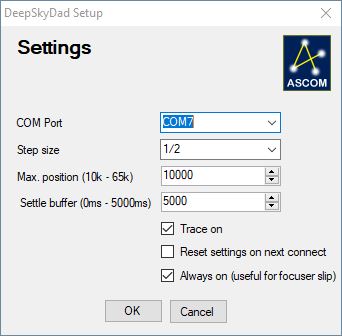 DeepSkyDad Setup
Settings
ASCOM
COM Port
COM7
Step size
1/2
Max. position (10k - 65k)
10000
Settle buffer (0ms - 5000ms)
5000
Trace on
Reset settings on next connect
Always on (useful for focuser slip)
OK
Cancel